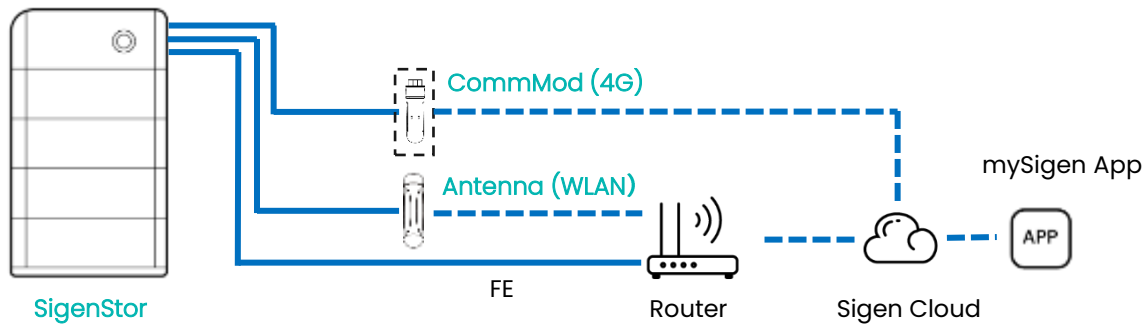 CommMod (4G)
mySigen App
Antenna (WLAN)
APP
FE
SigenStor
Router
Sigen Cloud